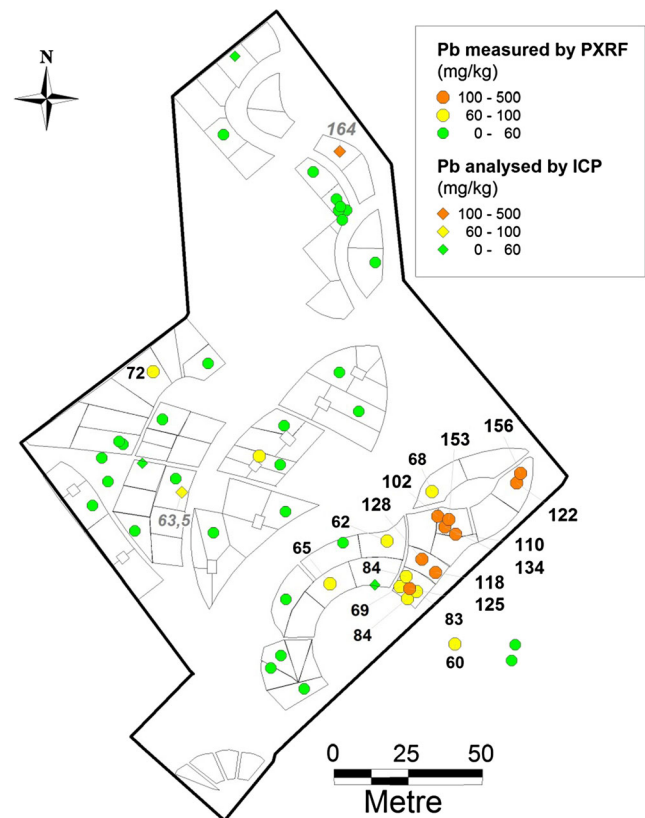 N
Pb measured by PXRF
(mg/kg)
100 - 500
60 - 100
0 - 60
Pb analysed by ICP
(mg/kg)
100 - 500
60 - 100
0 - 60
164
72
63,5
153
156
68
102
128
62
65
84
122
110
134
118
125
69
84
83
60
0 25 50
Metre